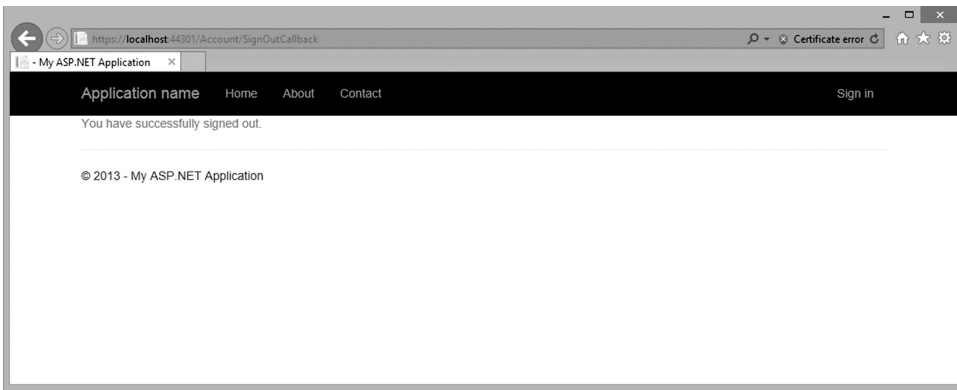 https://localhost:44301/Account/SignOutCallback
Certificate error
- My ASP.NET Application
Application name Home About Contact Sign in
You have successfully signed out.
© 2013 - My ASP.NET Application